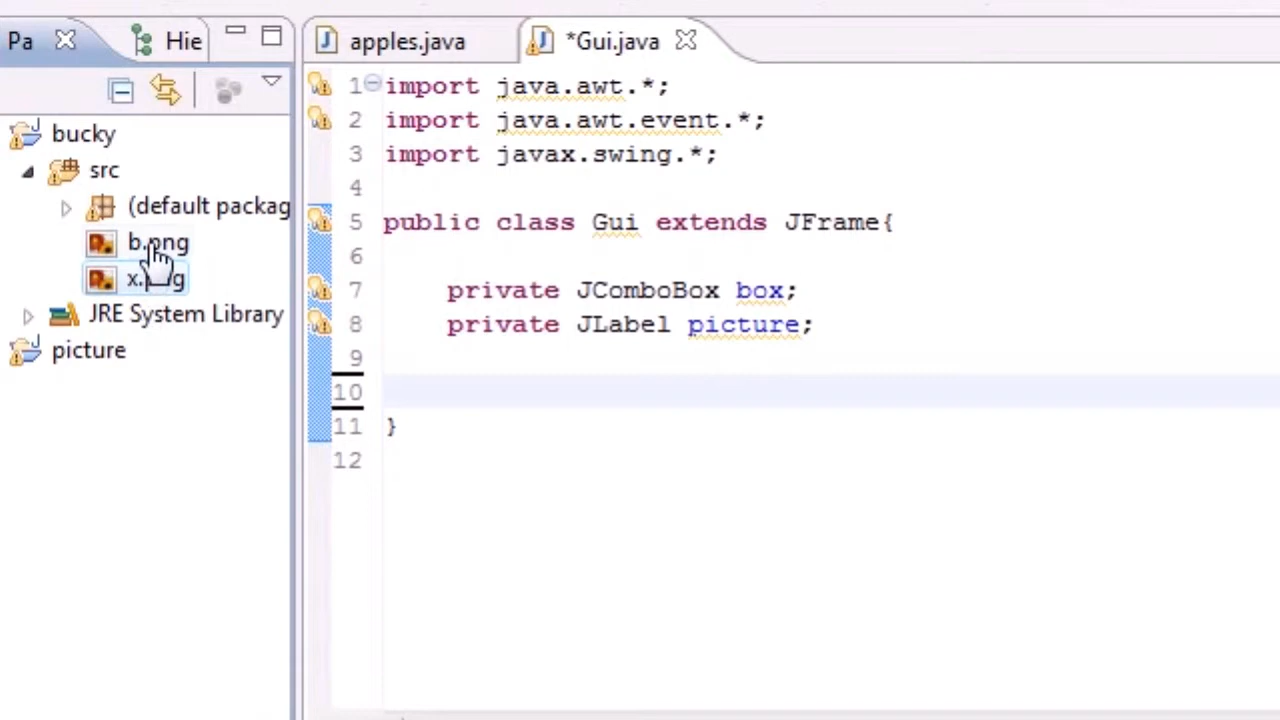 Pa Hie
apples.java *Gui.java
bucky
src
(default packag
b.png
JRE System Library
picture
1 import java.awt.*;
2 import java.awt.event.*;
3 import javax.swing.*;
4
5 public class Gui extends JFrame{
6
7 private JComboBox box;
8 private JLabel picture;
9
10
11 }
12